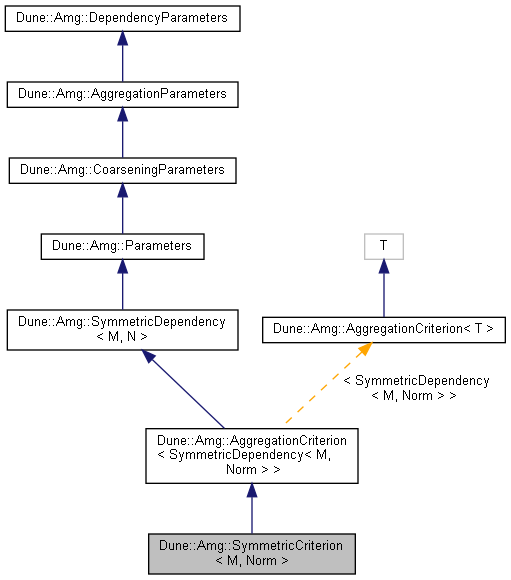 Dune::Amg::DependencyParameters
Dune::Amg::AggregationParameters
Dune::Amg::CoarseningParameters
Dune::Amg::Parameters
T
Dune::Amg::SymmetricDependency
< M, N >
Dune::Amg::AggregationCriterion< T >
< SymmetricDependency
< M, Norm > >
Dune::Amg::AggregationCriterion
< SymmetricDependency< M,
Norm > >
Dune::Amg::SymmetricCriterion
< M, Norm >